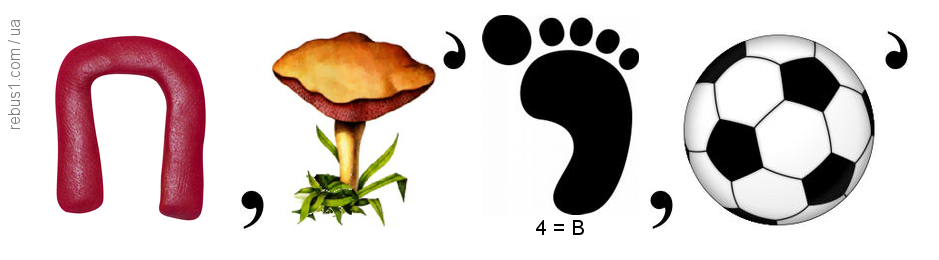 rebus1.com / ua
П
,
,
4 = В
,
,